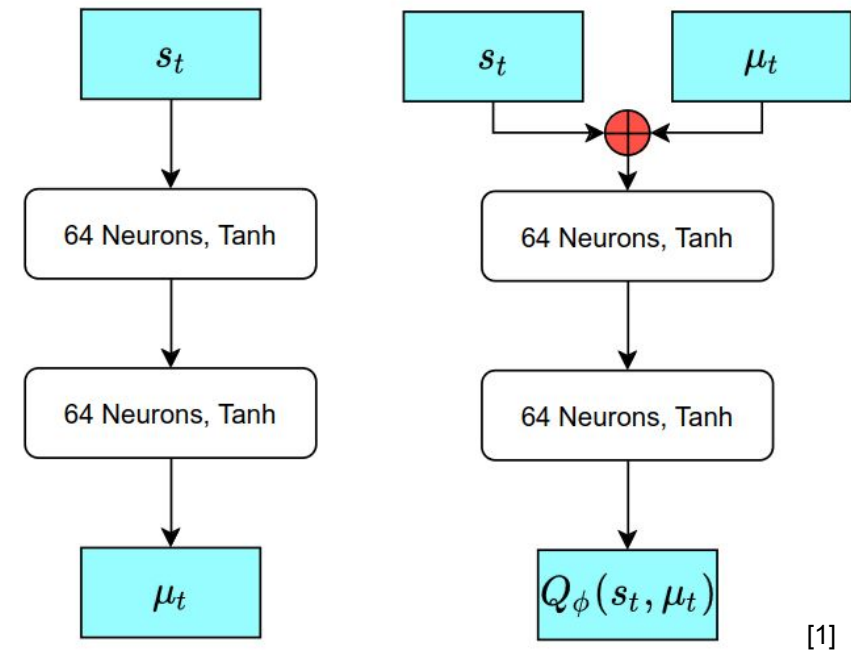 s_t
64 Neurons, Tanh
64 Neurons, Tanh
μ_t
s_t
μ_t
64 Neurons, Tanh
64 Neurons, Tanh
Q_ϕ(s_t, μ_t)
[1]